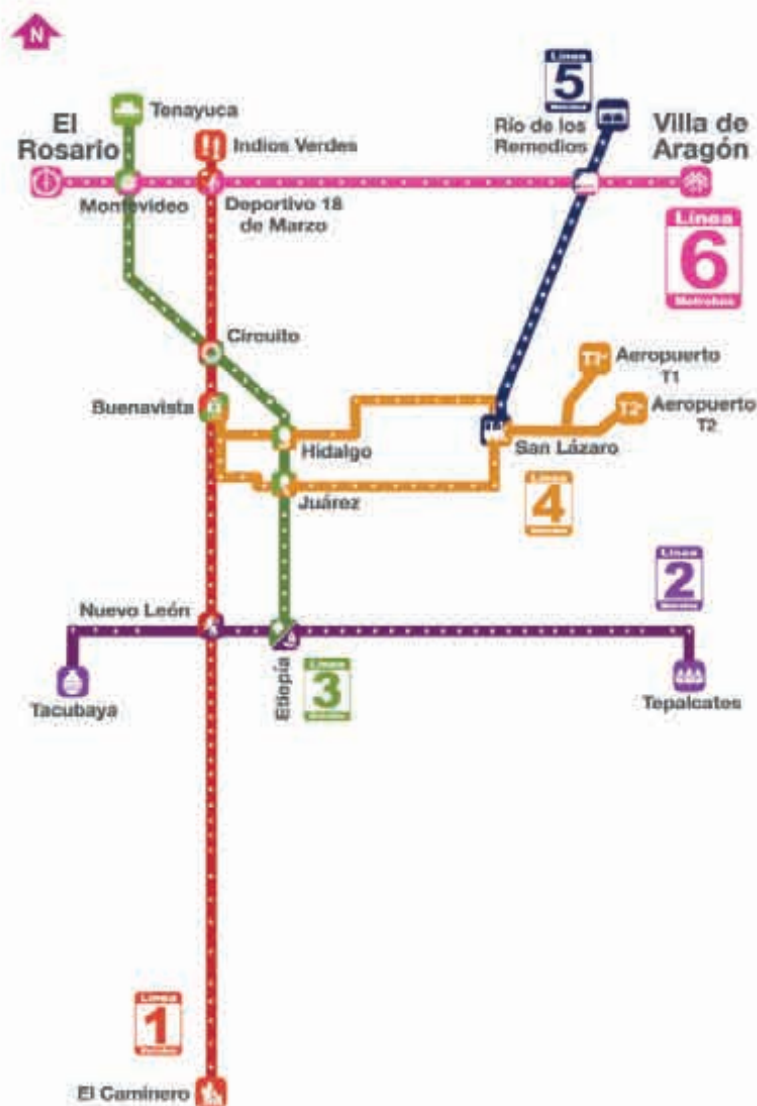 N
Tenayuca
El
Rosario
Indios Verdes
Línea
5
Río de los
Remedios
Villa de
Aragón
Montevideo
Deportivo 18
de Marzo
Línea
6
Metrobús
Circuito
Buenavista
T1
Aeropuerto
T1
T2
Aeropuerto
T2
Hidalgo
San Lázaro
Juárez
Línea
4
Línea
2
Nuevo León
Etiopía
Línea
3
Tacubaya
Tepalcates
Línea
1
El Caminero